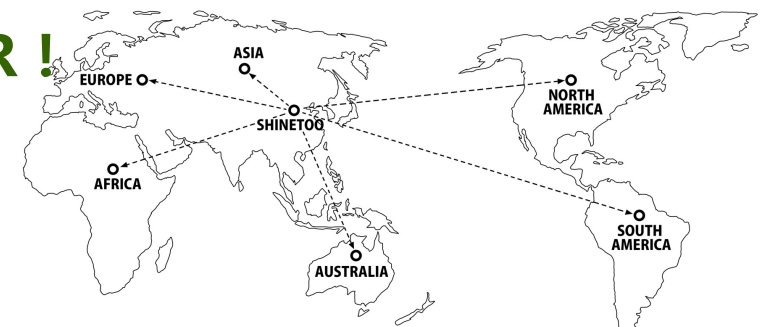 R !
ASIA
EUROPE
NORTH
AMERICA
SHINETOO
AFRICA
SOUTH
AMERICA
AUSTRALIA